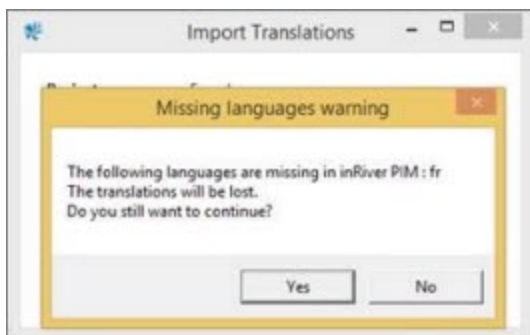 Import Translations
Missing languages warning
The following languages are missing in inRiver PIM : fr
The translations will be lost.
Do you still want to continue?
Yes No